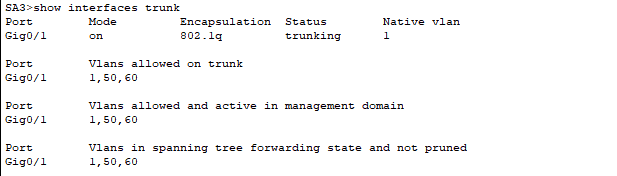 SA3>show interfaces trunk
Port        Mode         Encapsulation  Status        Native vlan
Gig0/1      on           802.1q         trunking      1

Port        Vlans allowed on trunk
Gig0/1      1,50,60

Port        Vlans allowed and active in management domain
Gig0/1      1,50,60

Port        Vlans in spanning tree forwarding state and not pruned
Gig0/1      1,50,60